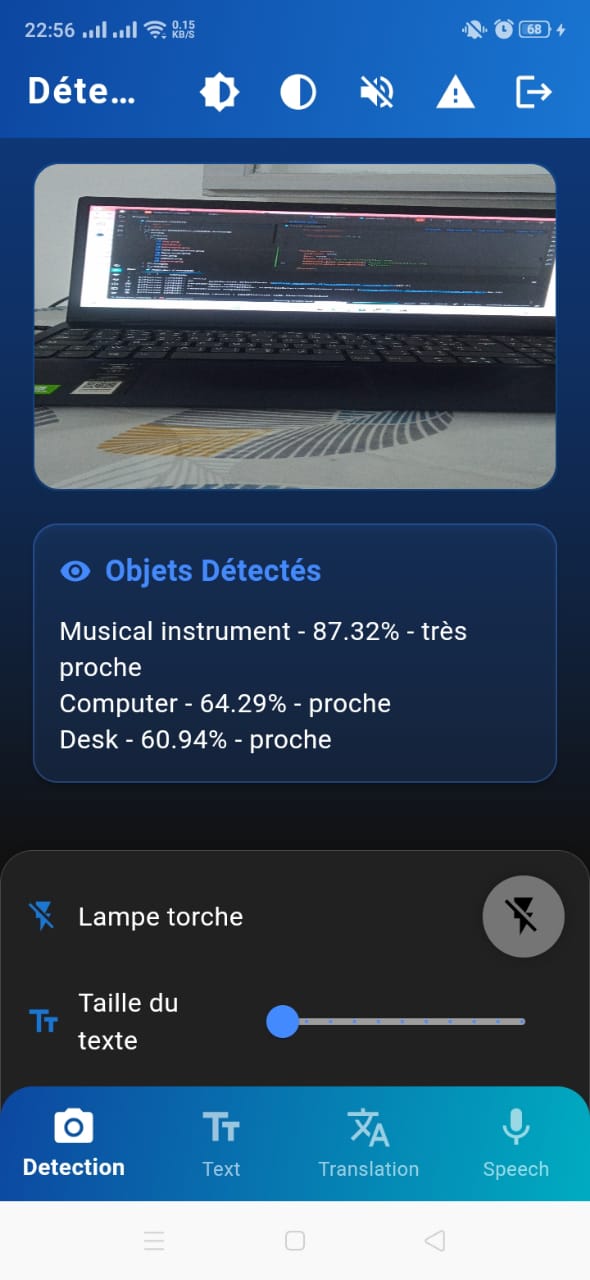 22:56
0.15
KB/S
68
Déte...
Objets Détectés
Musical instrument - 87.32% - très
proche
Computer - 64.29% - proche
Desk - 60.94% - proche
Lampe torche
Taille du
texte
Detection
Text
Translation
Speech